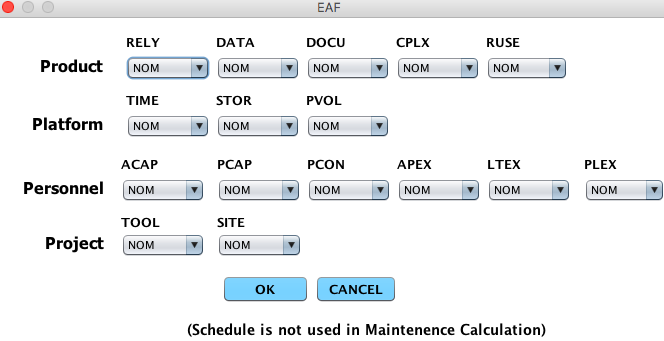 EAF
RELY DATA DOCU CPLX RUSE
Product NOM NOM NOM NOM NOM
TIME STOR PVOL
Platform NOM NOM NOM
ACAP PCAP PCON APEX LTEX PLEX
Personnel NOM NOM NOM NOM NOM NOM
TOOL SITE
Project NOM NOM
OK CANCEL
(Schedule is not used in Maintenence Calculation)